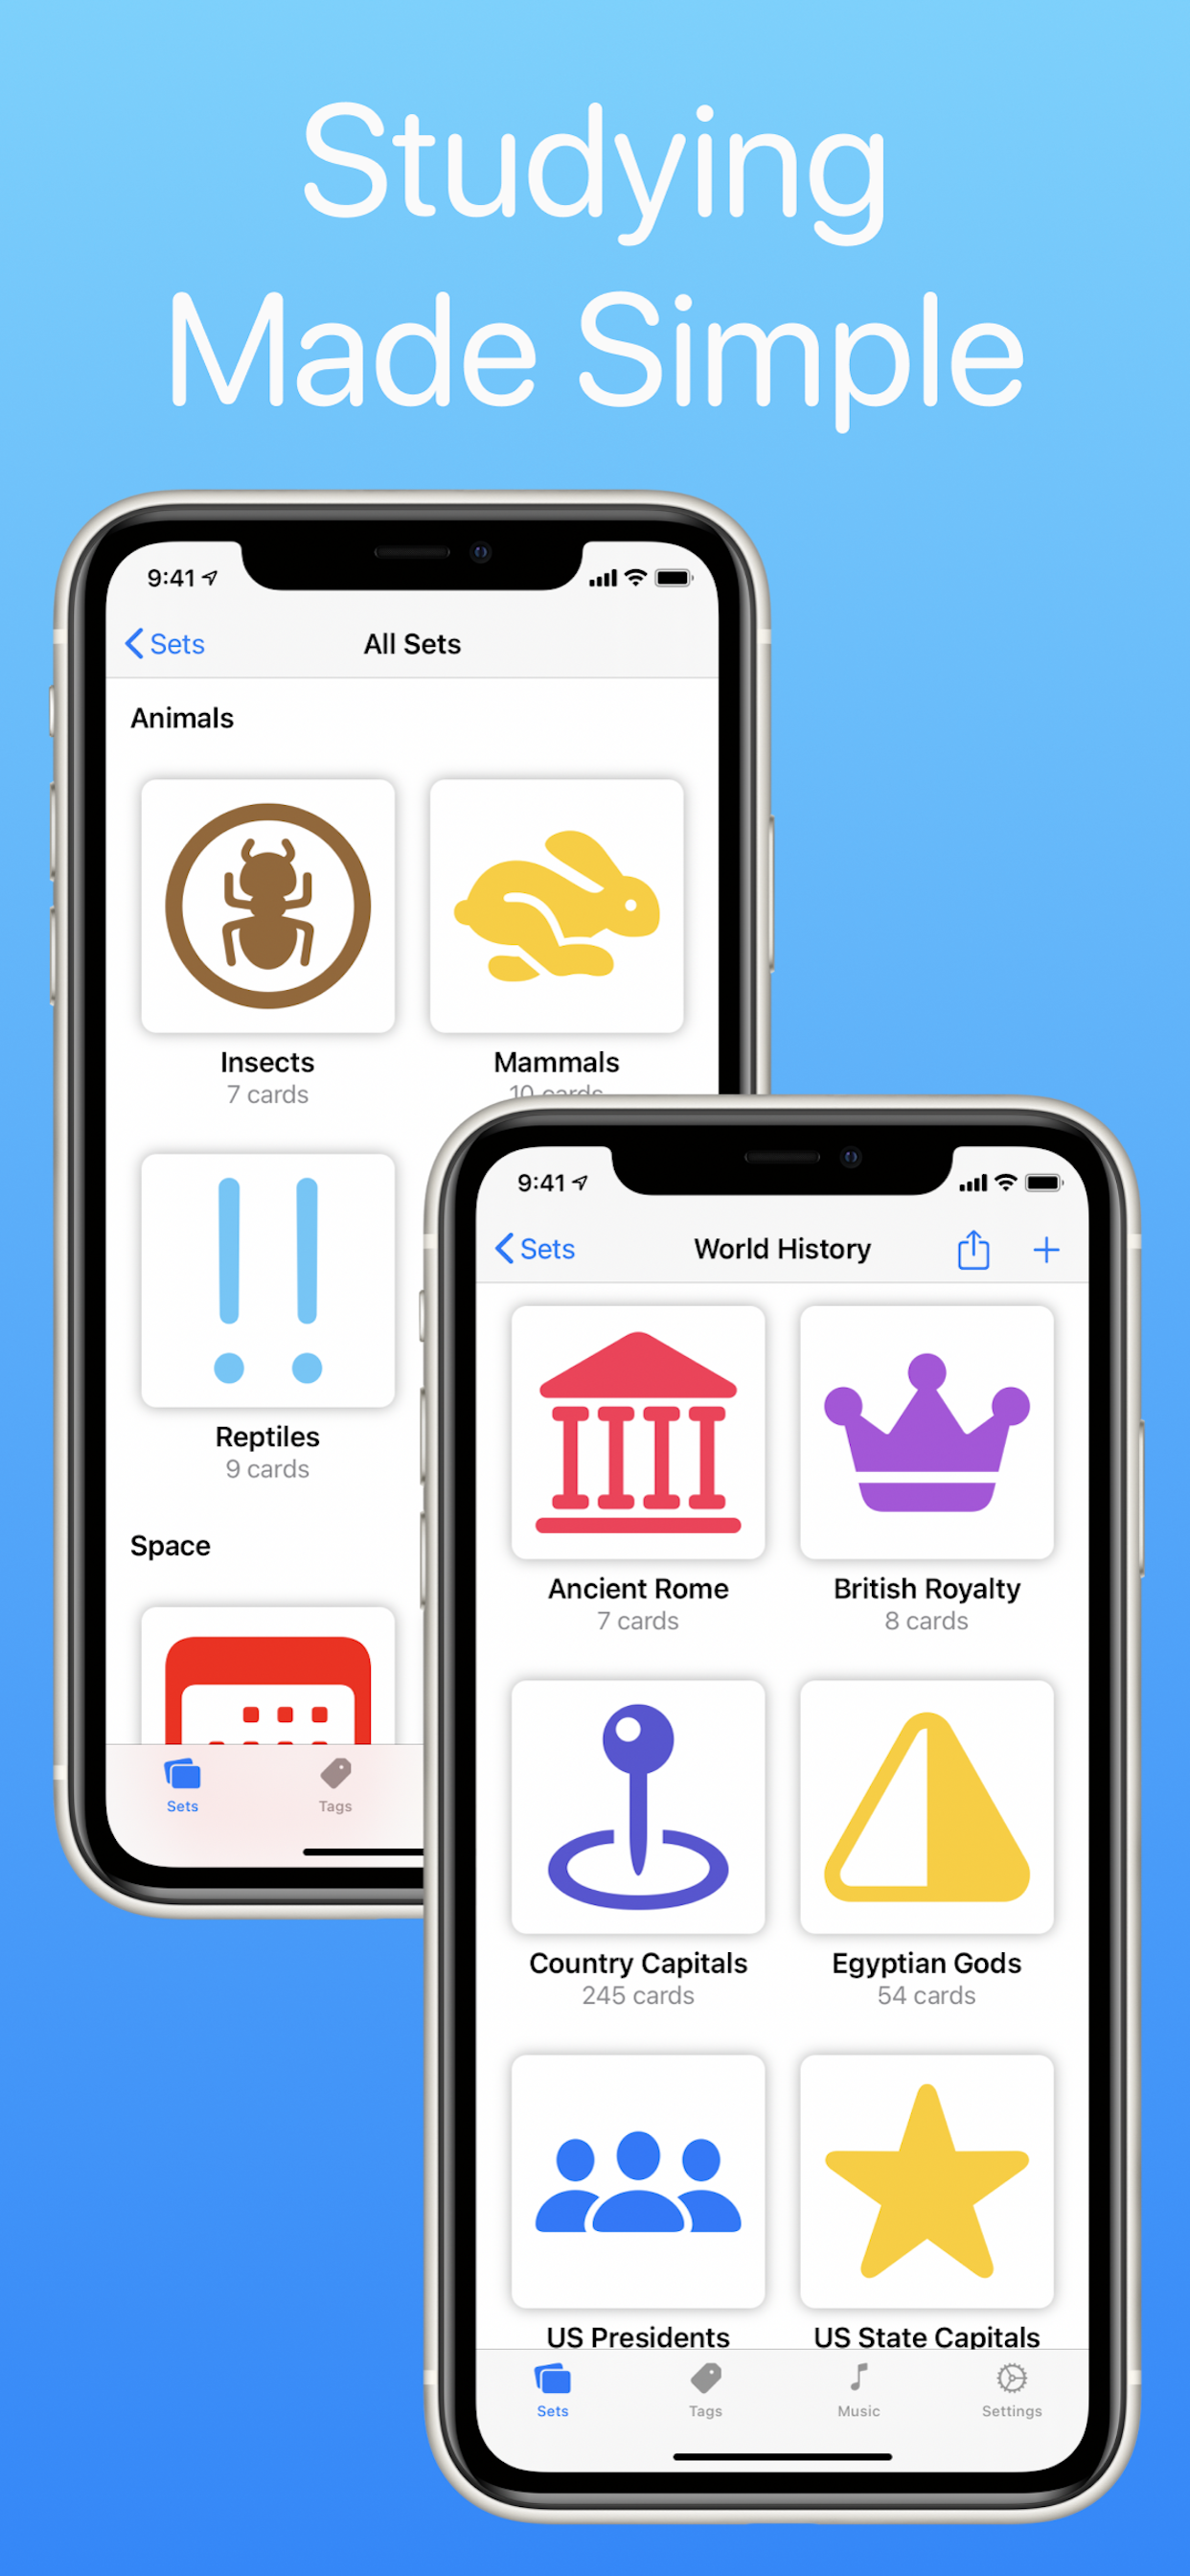 Studying
Made Simple
9:41
Sets
All Sets
Animals
Insects
7 cards
Mammals
10 cards
Reptiles
9 cards
Space
Sets
Tags
9:41
Sets
World History
Ancient Rome
7 cards
British Royalty
8 cards
Country Capitals
245 cards
Egyptian Gods
54 cards
US Presidents
US State Capitals
Sets
Tags
Music
Settings